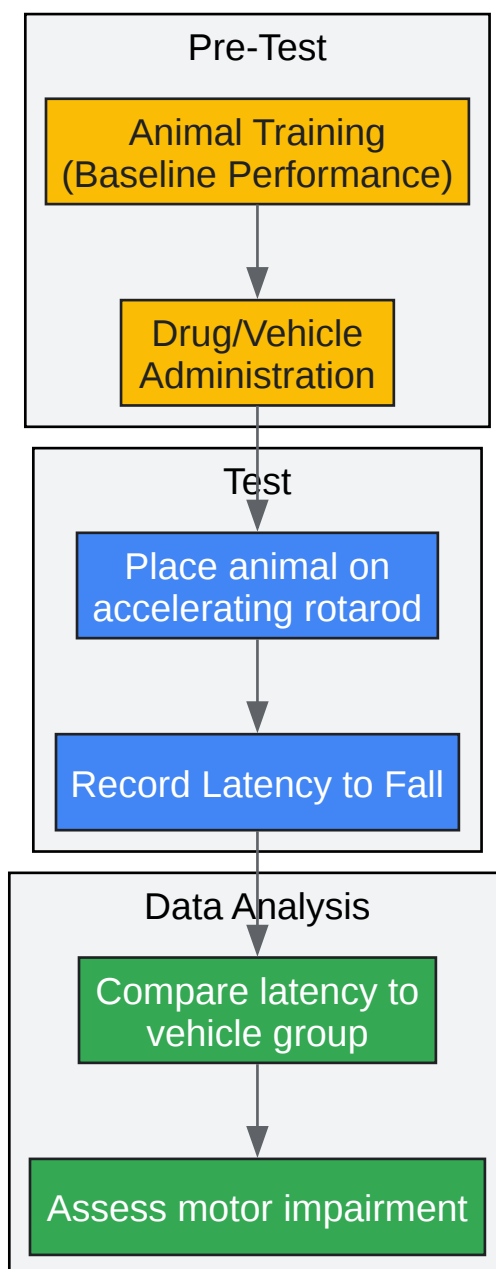 Pre-Test
Animal Training
(Baseline Performance)
Drug/Vehicle
Administration
Test
Place animal on
accelerating rotarod
Record Latency to Fall
Data Analysis
Compare latency to
vehicle group
Assess motor impairment